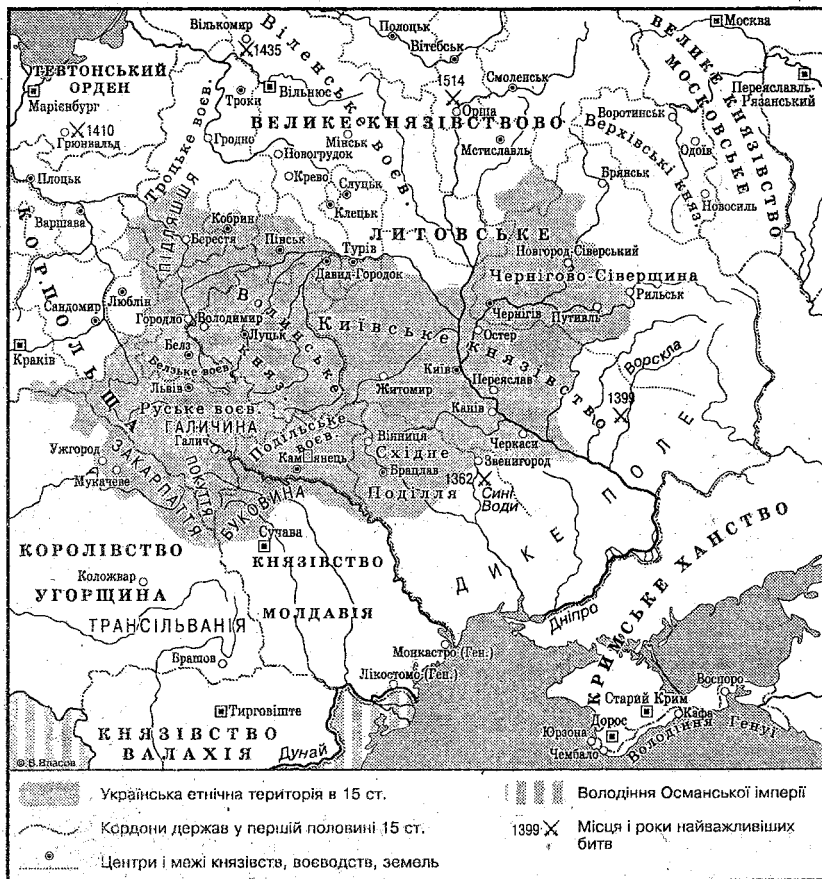 Москва
Вількомир
1435
Полоцьк
Вітебськ
ТЕВТОНСЬКИЙ
ОРДЕН
Марієнбург
Віленське воєв.
1514
Смоленськ
ВЕЛИКЕ КНЯЗІВСТВО
МОСКОВСЬКЕ
Переяславль-
Рязанський
Троки
Вільнюс
Орша
ВЕЛИКЕ КНЯЗІВСТВОВО
Воротинськ
Верхівські княз.
1410
Грюнвальд
Троцьке воєв.
Гродно
Мінськ
Новогрудок
Мстиславль
Одоїв
Крево
Слуцьк
Брянськ
Плоцьк
Клецьк
Новосиль
Варшава
КОР. ПОЛЬЩА
ПІДЛЯШШЯ
Кобрин
Берестя
Пінськ
Турів
ЛИТОВСЬКЕ
Давид-Городок
Новгород-Сіверський
Чернігово-Сіверщина
Рильськ
Люблін
Сандомир
Городло
Володимир
Волинське княз.
Луцьк
Київське князівство
Чернігів
Путивль
Остер
Краків
Белз
Белзьке воєв.
Львів
Житомир
Київ
Переяслав
Ворскла
1399
Руське воєв.
ГАЛИЧИНА
Галич
Подільське
воєв.
Канів
Вінниця
Східне
Поділля
Черкаси
Звенигород
Ужгород
Мукачеве
ЗАКАРПАТТЯ
ПОКУТТЯ
Кам'янець
Брацлав
1362
Сині
Води
БУКОВИНА
Сучава
ДИКЕ ПОЛЕ
КОРОЛІВСТВО
УГОРЩИНА
Коложвар
КНЯЗІВСТВО
МОЛДАВІЯ
ТРАНСІЛЬВАНІЯ
Дніпро
КРИМСЬКЕ ХАНСТВО
Брашов
Монкастро (Ген.)
Лікостомо (Ген.)
Воспоро
Старий Крим
Кафа
Дорос
Юрзона
Чембало
Володіння Генуї
Тирговіште
КНЯЗІВСТВО
ВАЛАХІЯ
Дунай
© В.Власов
Українська етнічна територія в 15 ст.
Кордони держав у першій половині 15 ст.
Центри і межі князівств, воєводств, земель
Володіння Османської імперії
1399 Місця і роки найважливіших
битв